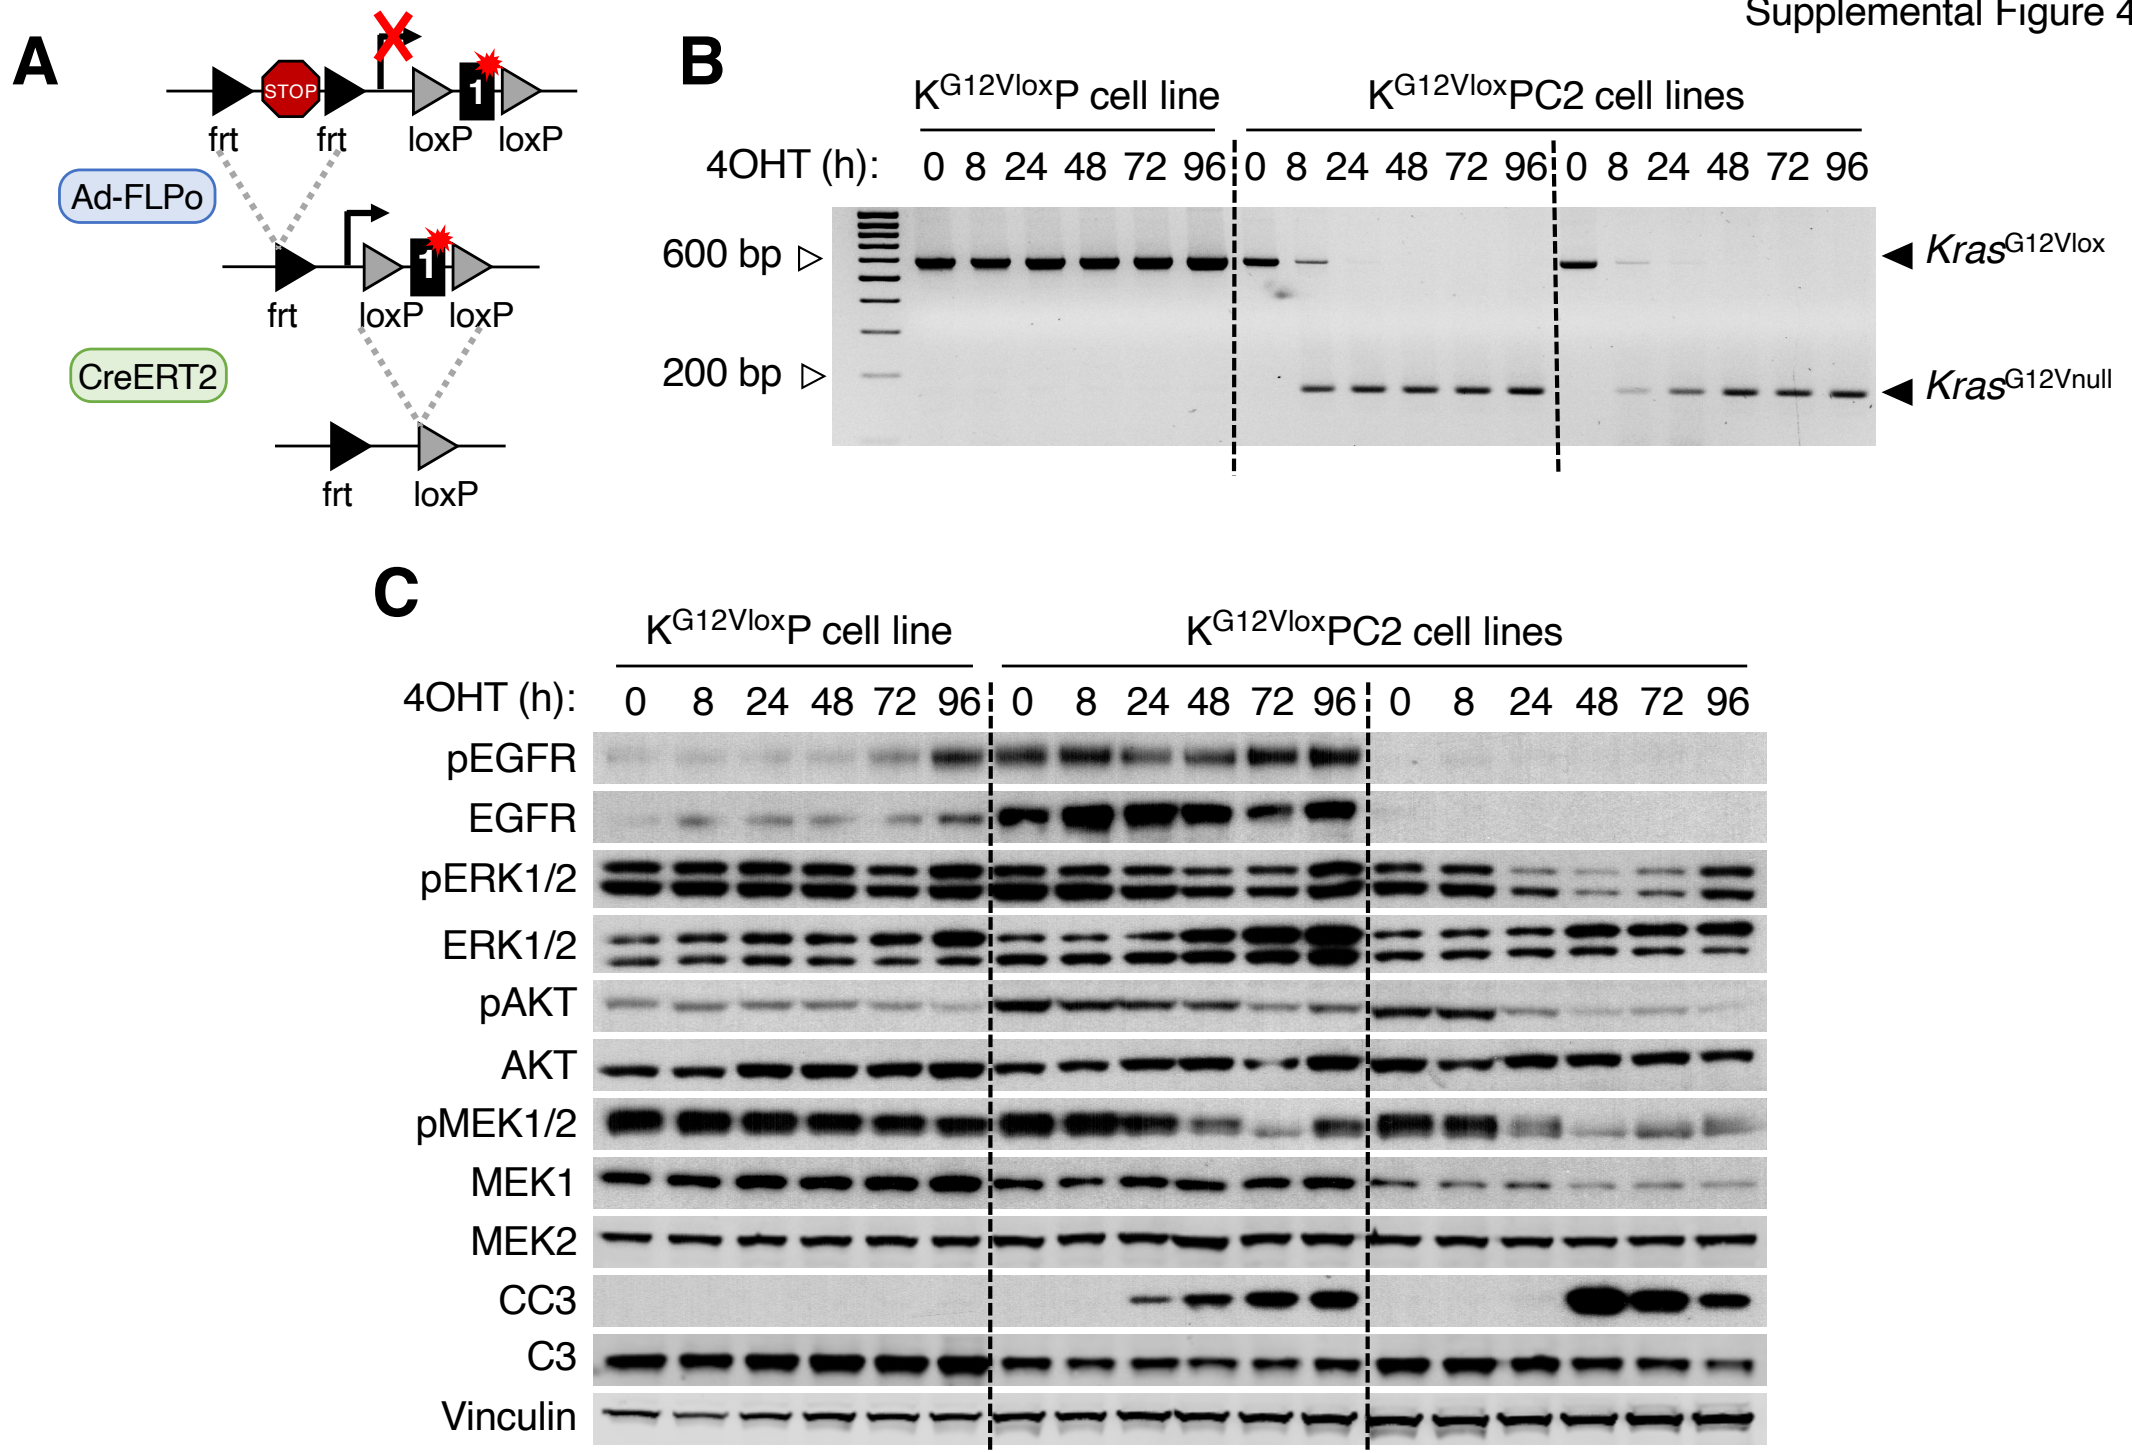 Supplemental Figure 4
A
STOP
1
frt frt loxP loxP
Ad-FLPo
1
frt loxP loxP
CreERT2
frt loxP
B
KG12VloxP cell line KG12VloxPC2 cell lines
4OHT (h): 0 8 24 48 72 96 0 8 24 48 72 96 0 8 24 48 72 96
600 bp KrasG12Vlox
200 bp KrasG12Vnull
C
KG12VloxP cell line KG12VloxPC2 cell lines
4OHT (h): 0 8 24 48 72 96 0 8 24 48 72 96 0 8 24 48 72 96
pEGFR
EGFR
pERK1/2
ERK1/2
pAKT
AKT
pMEK1/2
MEK1
MEK2
CC3
C3
Vinculin